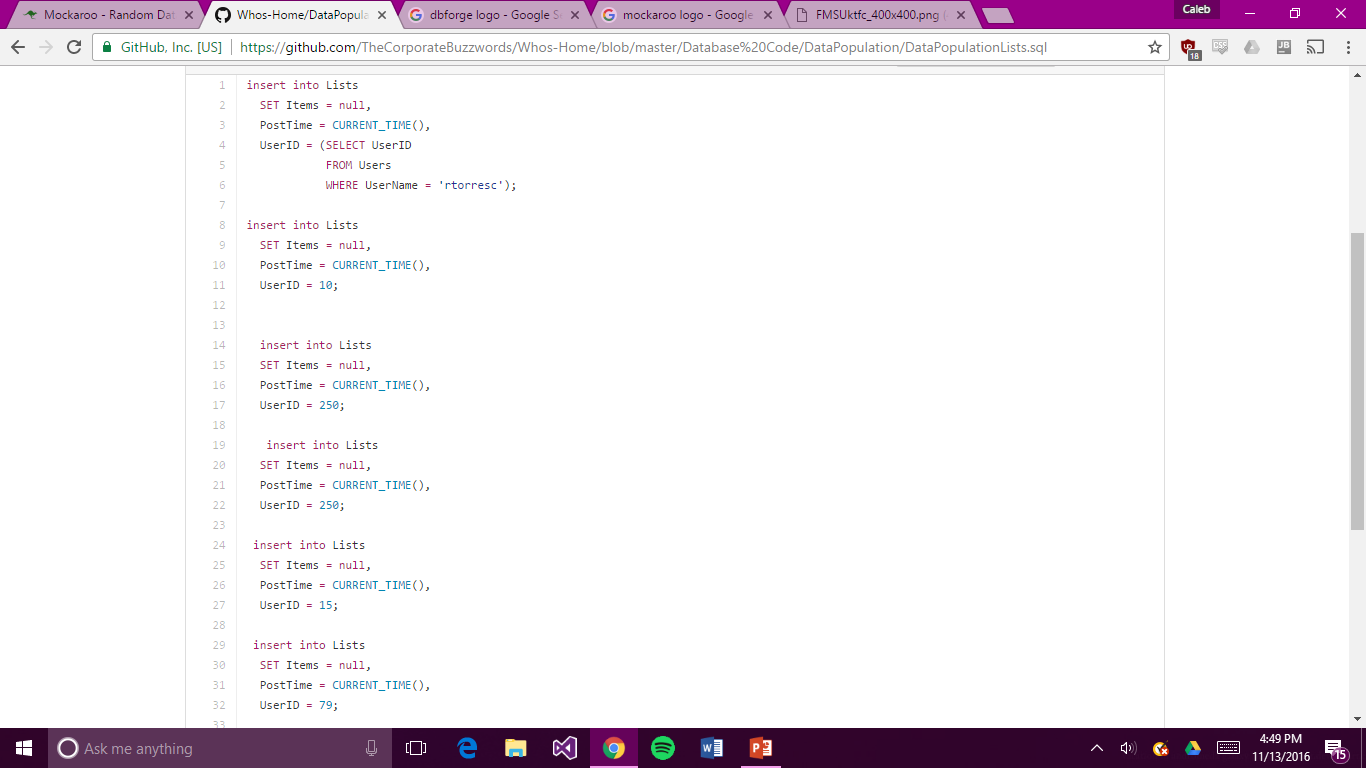 Mockaroo - Random Dat
Whos-Home/DataPopula
dbforge logo - Google Se
mockaroo logo - Google
FMSUktfc_400x400.png (
Caleb
GitHub, Inc. [US] https://github.com/TheCorporateBuzzwords/Whos-Home/blob/master/Database%20Code/DataPopulation/DataPopulationLists.sql
18
CSE
JB
1 insert into Lists
2 SET Items = null,
3 PostTime = CURRENT_TIME(),
4 UserID = (SELECT UserID
5 FROM Users
6 WHERE UserName = 'rtorresc');
7
8 insert into Lists
9 SET Items = null,
10 PostTime = CURRENT_TIME(),
11 UserID = 10;
12
13
14 insert into Lists
15 SET Items = null,
16 PostTime = CURRENT_TIME(),
17 UserID = 250;
18
19 insert into Lists
20 SET Items = null,
21 PostTime = CURRENT_TIME(),
22 UserID = 250;
23
24 insert into Lists
25 SET Items = null,
26 PostTime = CURRENT_TIME(),
27 UserID = 15;
28
29 insert into Lists
30 SET Items = null,
31 PostTime = CURRENT_TIME(),
32 UserID = 79;
33
Ask me anything
4:49 PM
11/13/2016
15